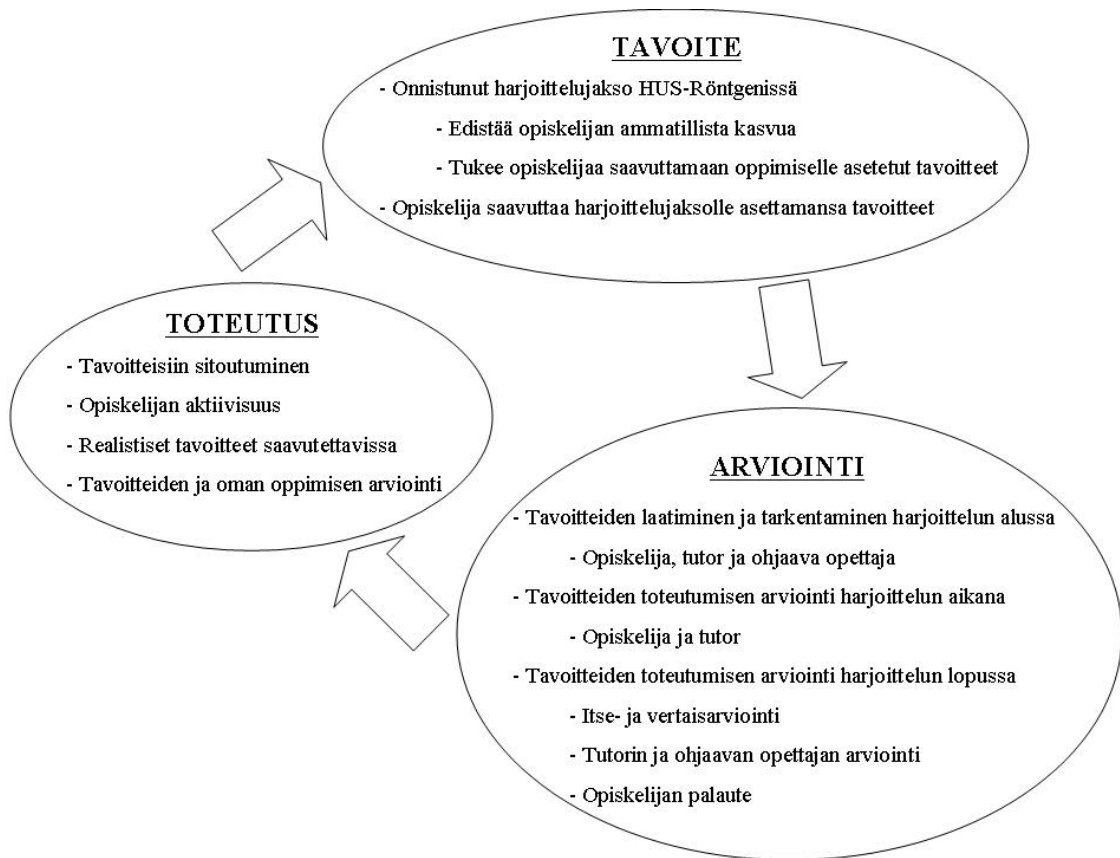 TAVOITE
- Onnistunut harjoittelujakso HUS-Röntgenissä
- Edistää opiskelijan ammatillista kasvua
- Tukee opiskelijaa saavuttamaan oppimiselle asetetut tavoitteet
- Opiskelija saavuttaa harjoittelujaksolle asettamansa tavoitteet
TOTEUTUS
- Tavoitteisiin sitoutuminen
- Opiskelijan aktiivisuus
- Realistiset tavoitteet saavutettavissa
- Tavoitteiden ja oman oppimisen arviointi
ARVIOINTI
- Tavoitteiden laatiminen ja tarkentaminen harjoittelun alussa
- Opiskelija, tutor ja ohjaava opettaja
- Tavoitteiden toteutumisen arviointi harjoittelun aikana
- Opiskelija ja tutor
- Tavoitteiden toteutumisen arviointi harjoittelun lopussa
- Itse- ja vertaisarviointi
- Tutorin ja ohjaavan opettajan arviointi
- Opiskelijan palaute